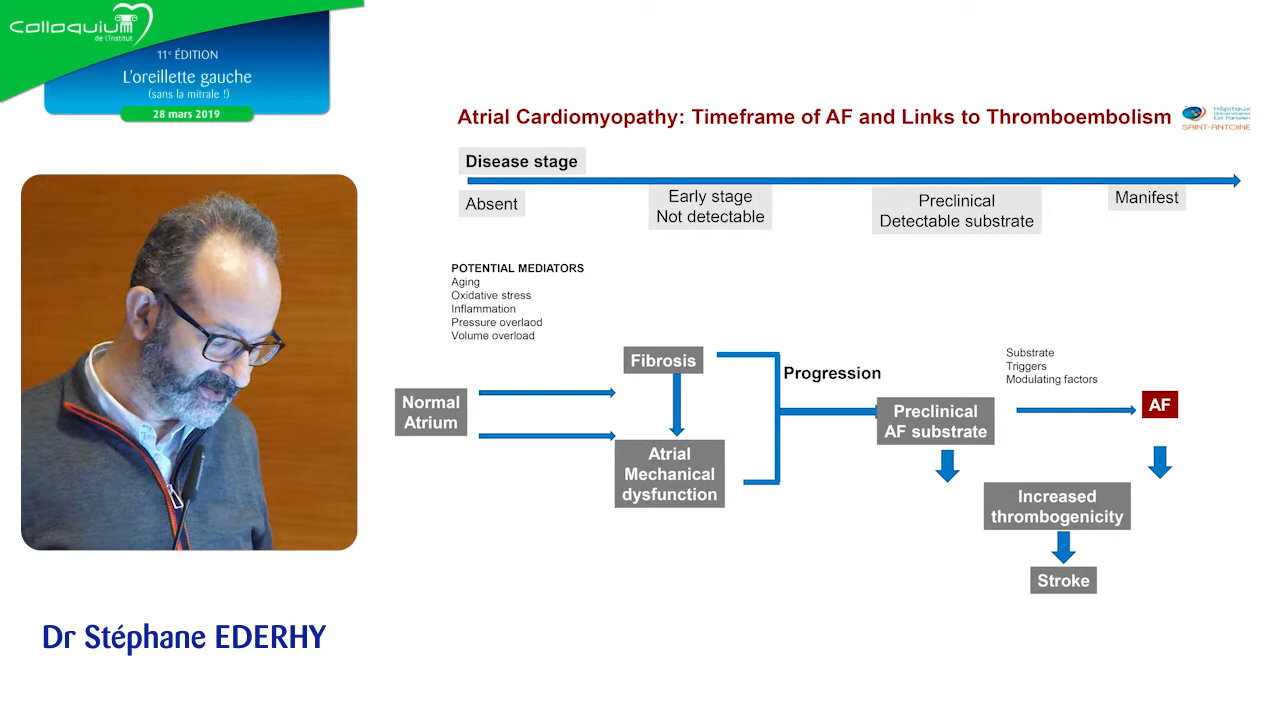 Colloquium
de l'Institut
11e ÉDITION
L'oreillette gauche
(sans la mitrale !)
28 mars 2019
Atrial Cardiomyopathy: Timeframe of AF and Links to Thromboembolism
Hôpitaux
Universitaires
Est Parisien
SAINT-ANTOINE
Disease stage
Absent
Early stage
Not detectable
Preclinical
Detectable substrate
Manifest
POTENTIAL MEDIATORS
Aging
Oxidative stress
Inflammation
Pressure overlaod
Volume overload
Normal
Atrium
Fibrosis
Atrial
Mechanical
dysfunction
Progression
Preclinical
AF substrate
Substrate
Triggers
Modulating factors
AF
Increased
thrombogenicity
Stroke
Dr Stéphane EDERHY